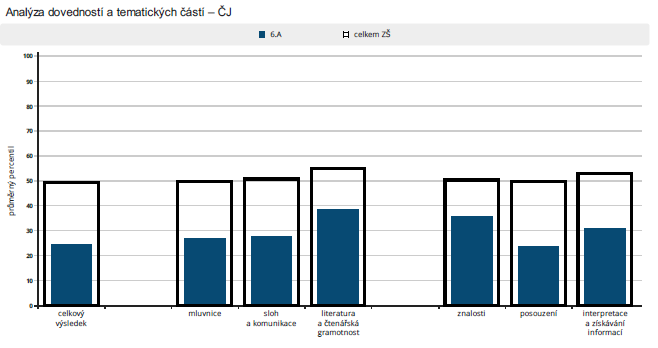 Analýza dovedností a tematických částí – ČJ
6.A
celkem ZŠ
průměrný percentil
100
90
80
70
60
50
40
30
20
10
0
celkový
výsledek
mluvnice
sloh
a komunikace
literatura
a čtenářská
gramotnost
znalosti
posouzení
interpretace
a získávání
informací